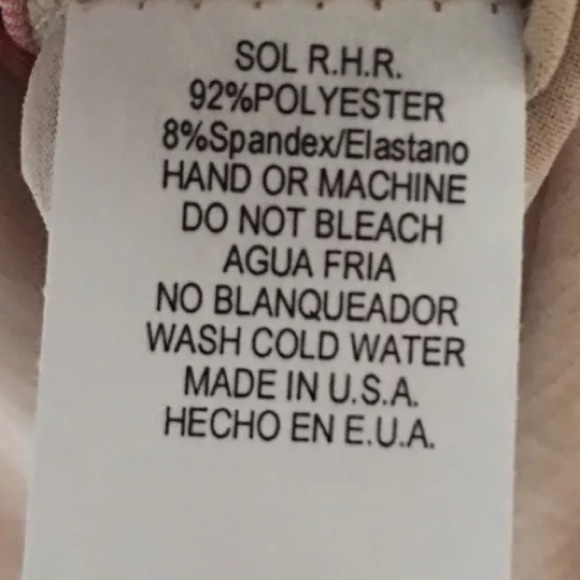 SOL R.H.R.
92%POLYESTER
8%Spandex/Elastano
HAND OR MACHINE
DO NOT BLEACH
AGUA FRIA
NO BLANQUEADOR
WASH COLD WATER
MADE IN U.S.A.
HECHO EN E.U.A.